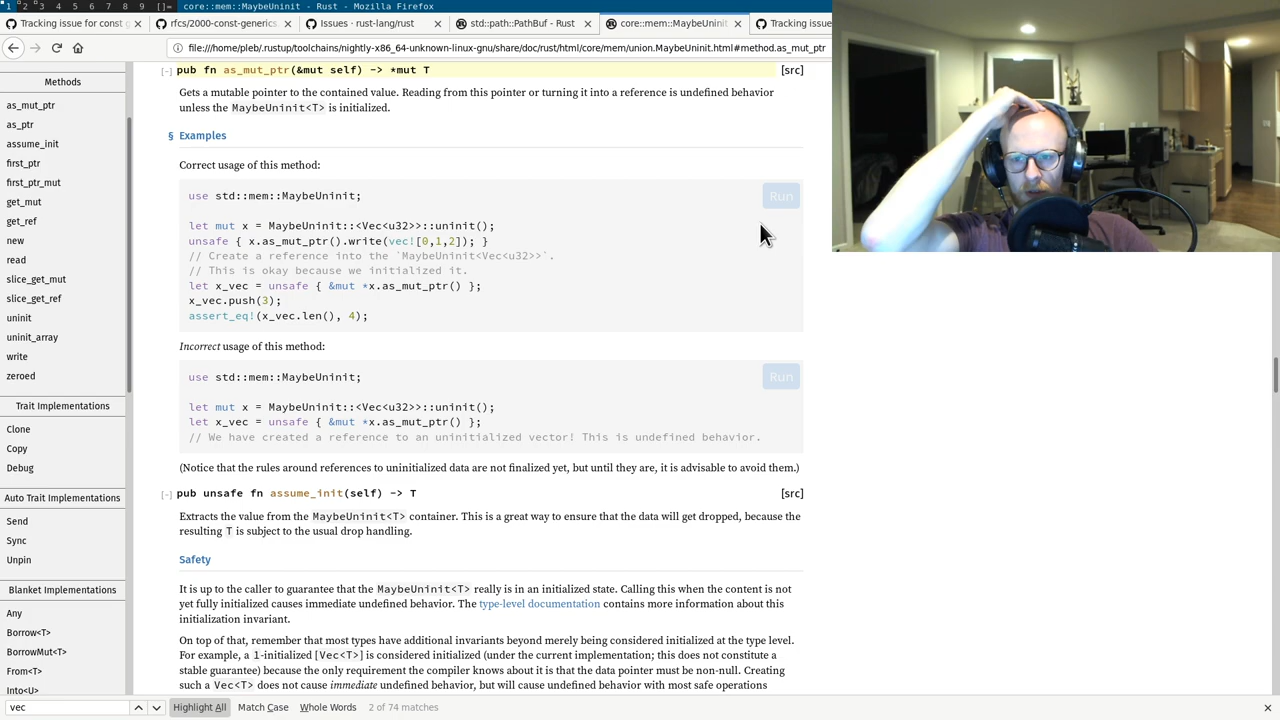 1 2 3 4 5 6 7 8 9 []= core::mem::MaybeUninit - Rust - Mozilla Firefox
Tracking issue for const g × rfcs/2000-const-generics. × Issues · rust-lang/rust × std::path::PathBuf - Rust × core::mem::MaybeUninit × Tracking issue
file:///home/pleb/.rustup/toolchains/nightly-x86_64-unknown-linux-gnu/share/doc/rust/html/core/mem/union.MaybeUninit.html#method.as_mut_ptr
Methods
as_mut_ptr
as_ptr
assume_init
first_ptr
first_ptr_mut
get_mut
get_ref
new
read
slice_get_mut
slice_get_ref
uninit
uninit_array
write
zeroed
Trait Implementations
Clone
Copy
Debug
Auto Trait Implementations
Send
Sync
Unpin
Blanket Implementations
Any
Borrow<T>
BorrowMut<T>
From<T>
Into<U>
[-] pub fn as_mut_ptr(&mut self) -> *mut T [src]
Gets a mutable pointer to the contained value. Reading from this pointer or turning it into a reference is undefined behavior
unless the MaybeUninit<T> is initialized.
§ Examples
Correct usage of this method:
Run
use std::mem::MaybeUninit;
let mut x = MaybeUninit::<Vec<u32>>::uninit();
unsafe { x.as_mut_ptr().write(vec![0,1,2]); }
// Create a reference into the `MaybeUninit<Vec<u32>>`.
// This is okay because we initialized it.
let x_vec = unsafe { &mut *x.as_mut_ptr() };
x_vec.push(3);
assert_eq!(x_vec.len(), 4);
Incorrect usage of this method:
Run
use std::mem::MaybeUninit;
let mut x = MaybeUninit::<Vec<u32>>::uninit();
let x_vec = unsafe { &mut *x.as_mut_ptr() };
// We have created a reference to an uninitialized vector! This is undefined behavior.
(Notice that the rules around references to uninitialized data are not finalized yet, but until they are, it is advisable to avoid them.)
[-] pub unsafe fn assume_init(self) -> T [src]
Extracts the value from the MaybeUninit<T> container. This is a great way to ensure that the data will get dropped, because the
resulting T is subject to the usual drop handling.
Safety
It is up to the caller to guarantee that the MaybeUninit<T> really is in an initialized state. Calling this when the content is not
yet fully initialized causes immediate undefined behavior. The type-level documentation contains more information about this
initialization invariant.
On top of that, remember that most types have additional invariants beyond merely being considered initialized at the type level.
For example, a 1-initialized [Vec<T>] is considered initialized (under the current implementation; this does not constitute a
stable guarantee) because the only requirement the compiler knows about it is that the data pointer must be non-null. Creating
such a Vec<T> does not cause immediate undefined behavior, but will cause undefined behavior with most safe operations
vec Highlight All Match Case Whole Words 2 of 74 matches